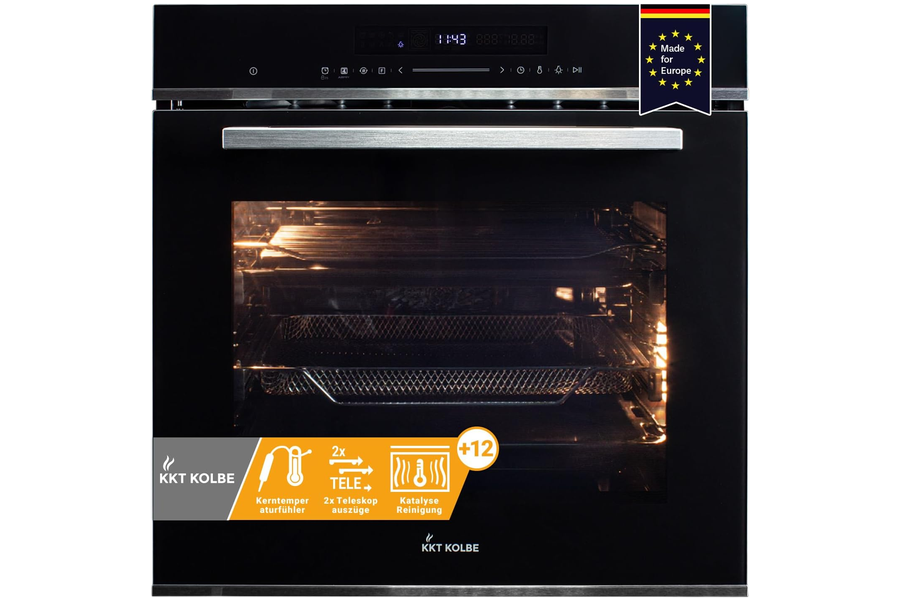 11:43
Made
for
Europe
+12
2x
TELE
KKT KOLBE
Kerntemper
aturfühler
2x Teleskop
auszüge
Katalyse
Reinigung
KKT KOLBE